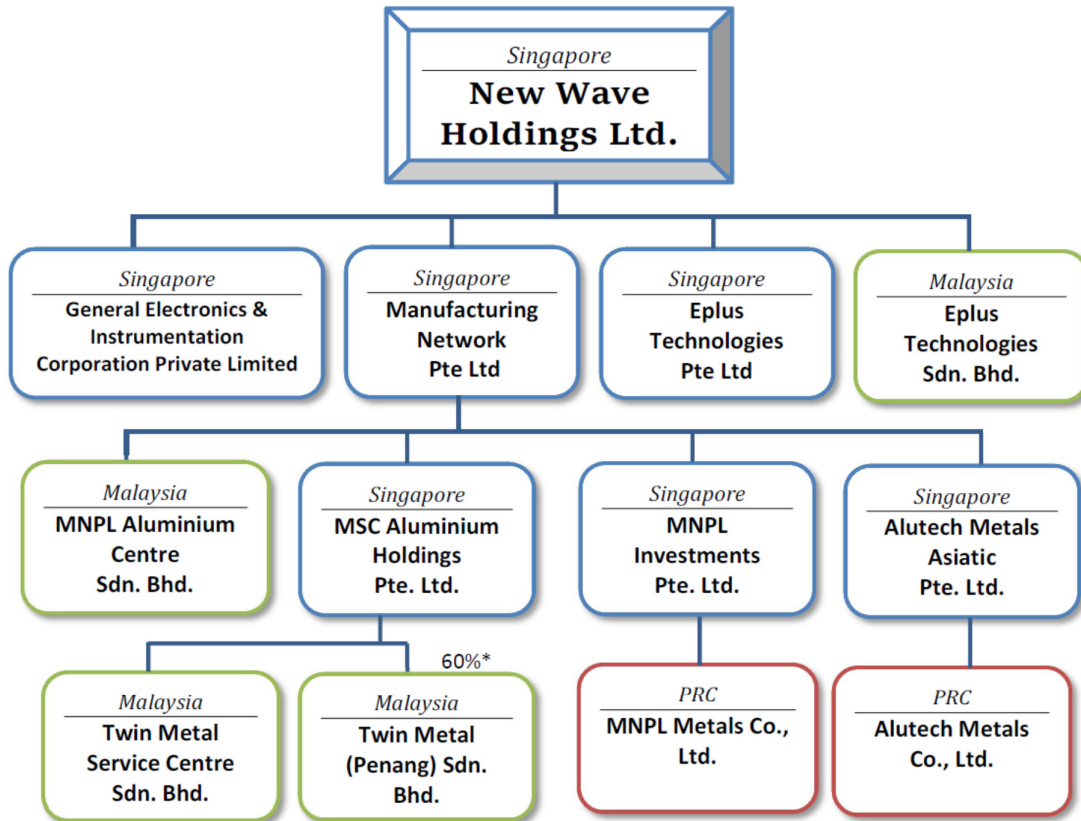 Singapore
New Wave
Holdings Ltd.
Singapore
General Electronics &
Instrumentation
Corporation Private Limited
Singapore
Manufacturing
Network
Pte Ltd
Singapore
Eplus
Technologies
Pte Ltd
Malaysia
Eplus
Technologies
Sdn. Bhd.
Malaysia
MNPL Aluminium
Centre
Sdn. Bhd.
Singapore
MSC Aluminium
Holdings
Pte. Ltd.
Singapore
MNPL
Investments
Pte. Ltd.
Singapore
Alutech Metals
Asiatic
Pte. Ltd.
Malaysia
Twin Metal
Service Centre
Sdn. Bhd.
60%*
Malaysia
Twin Metal
(Penang) Sdn.
Bhd.
PRC
MNPL Metals Co.,
Ltd.
PRC
Alutech Metals
Co., Ltd.